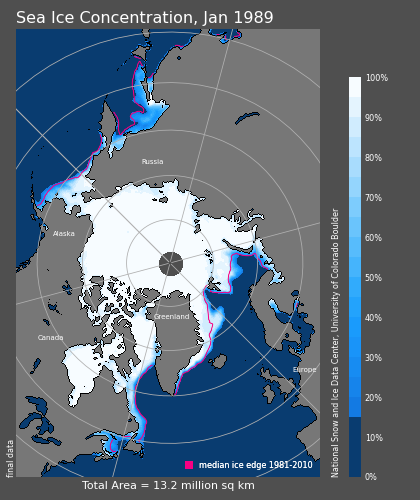 Sea Ice Concentration, Jan 1989
100%
90%
80%
70%
60%
50%
40%
30%
20%
10%
0%
National Snow and Ice Data Center, University of Colorado Boulder
Russia
Alaska
Greenland
Canada
Europe
median ice edge 1981-2010
final data
Total Area = 13.2 million sq km